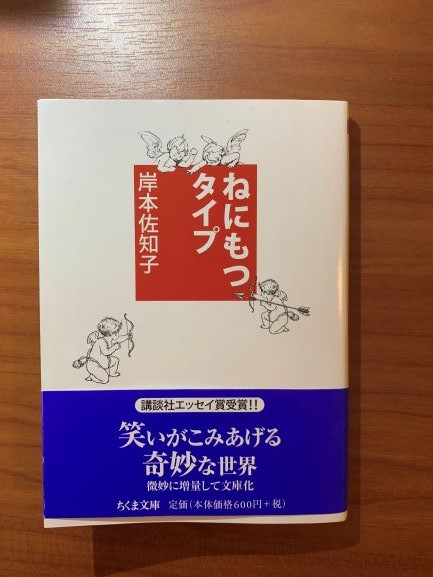 ねにもつ
タイプ
岸本佐知子
講談社エッセイ賞受賞!!
笑いがこみあげる
奇妙な世界
微妙に増量して文庫化
ちくま文庫 定価(本体価格600円+税)